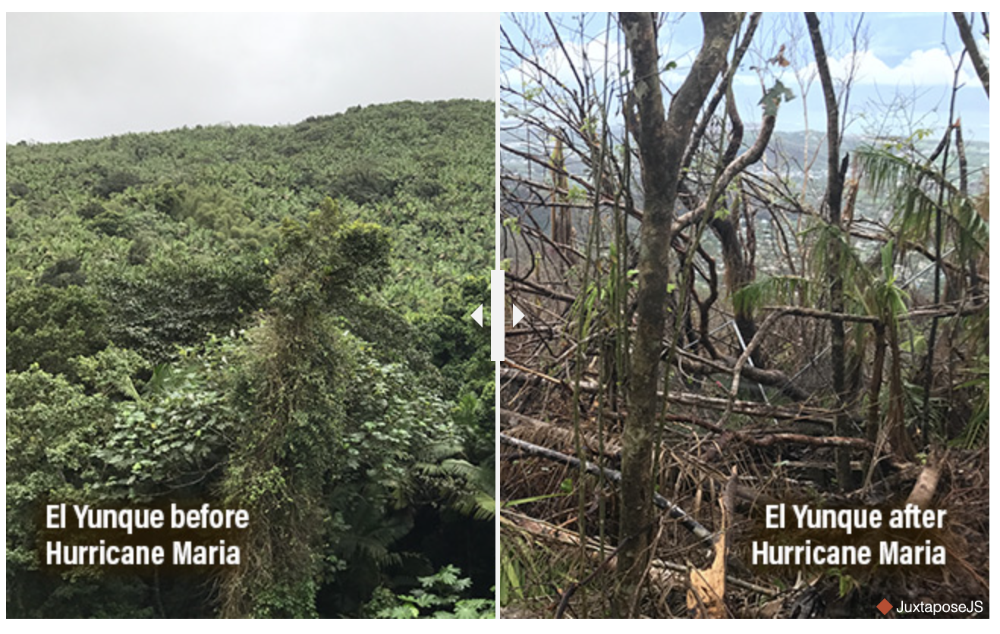 El Yunque before
Hurricane Maria
El Yunque after
Hurricane Maria
JuxtaposeJS